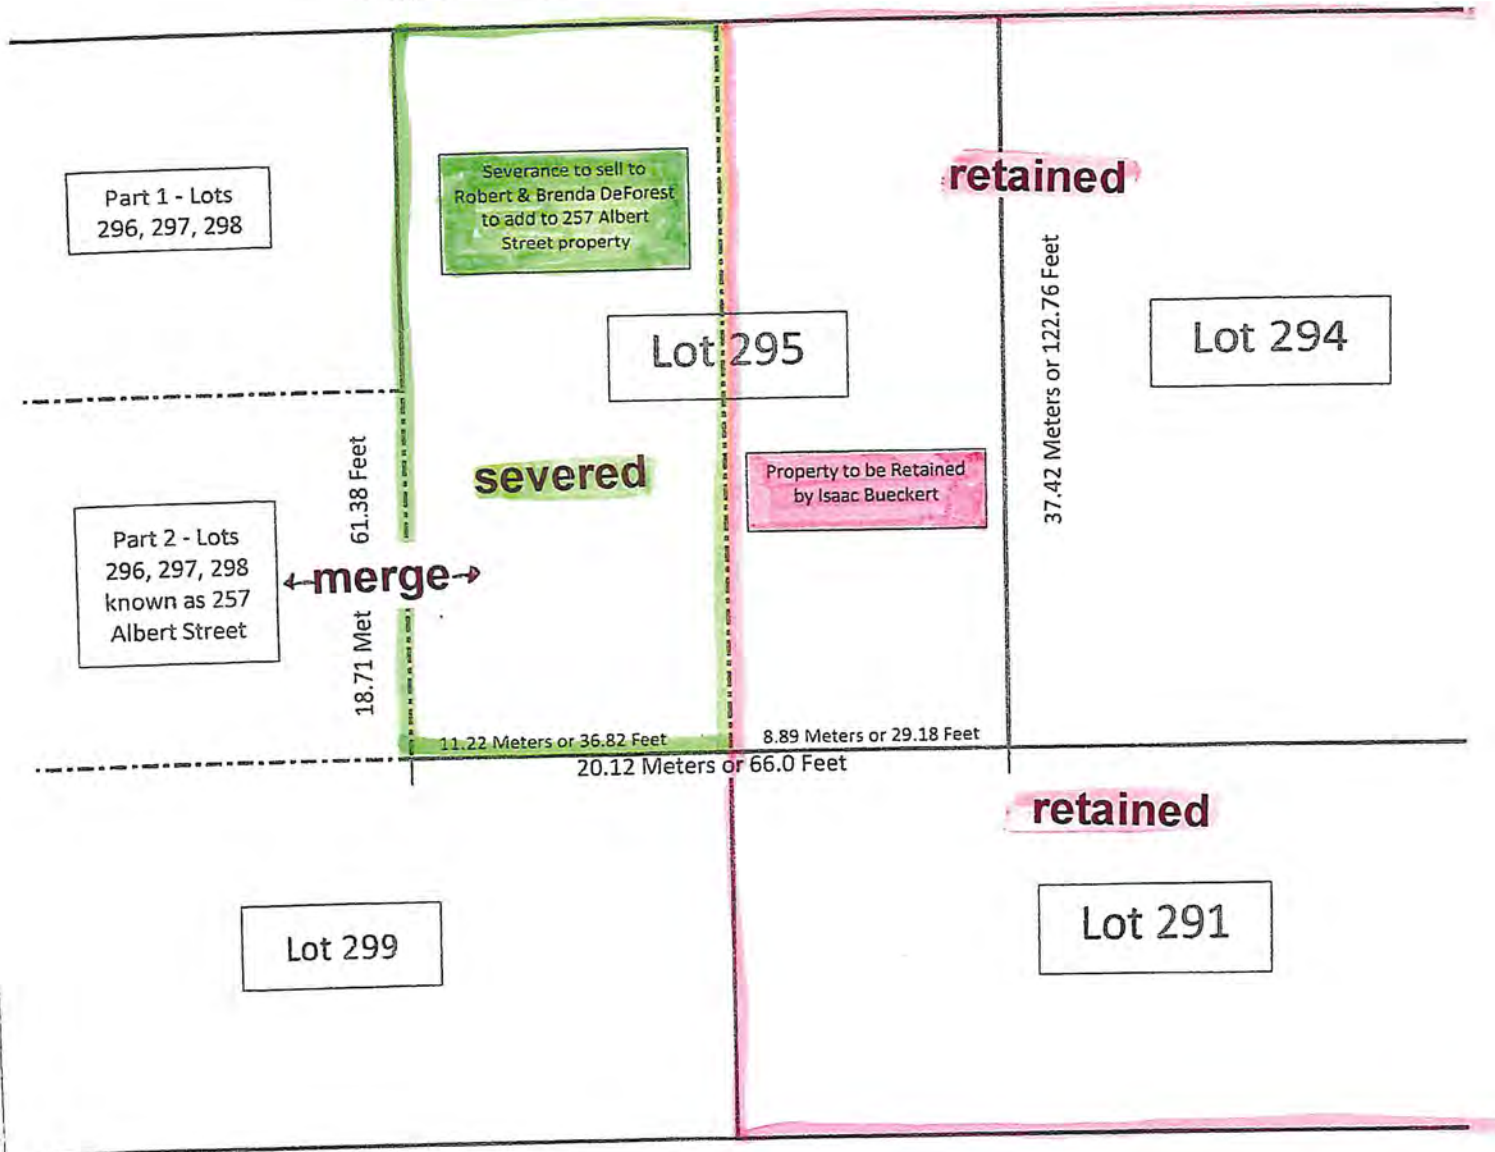 Part 1 - Lots
296, 297, 298
Severance to sell to
Robert & Brenda DeForest
to add to 257 Albert
Street property
retained
Lot 295
Lot 294
37.42 Meters or 122.76 Feet
severed
Property to be Retained
by Isaac Bueckert
Part 2 - Lots
296, 297, 298
known as 257
Albert Street
18.71 Met
61.38 Feet
merge
11.22 Meters or 36.82 Feet
8.89 Meters or 29.18 Feet
20.12 Meters or 66.0 Feet
retained
Lot 299
Lot 291